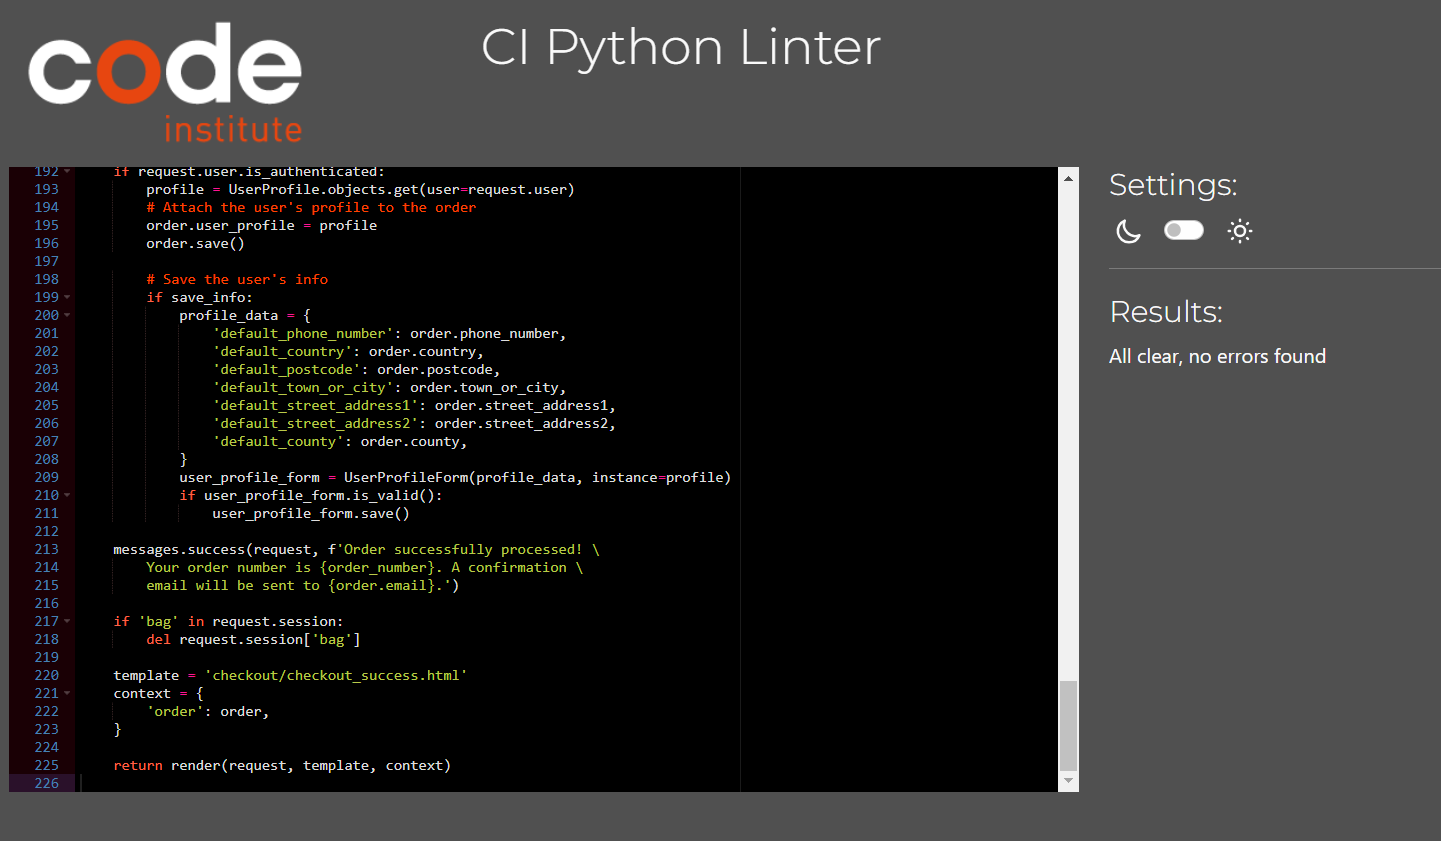 code
institute
CI Python Linter
192 if request.user.is_authenticated:
193 profile = UserProfile.objects.get(user=request.user)
194 # Attach the user's profile to the order
195 order.user_profile = profile
196 order.save()
197
198 # Save the user's info
199 if save_info:
200 profile_data = {
201 'default_phone_number': order.phone_number,
202 'default_country': order.country,
203 'default_postcode': order.postcode,
204 'default_town_or_city': order.town_or_city,
205 'default_street_address1': order.street_address1,
206 'default_street_address2': order.street_address2,
207 'default_county': order.county,
208 }
209 user_profile_form = UserProfileForm(profile_data, instance=profile)
210 if user_profile_form.is_valid():
211 user_profile_form.save()
212
213 messages.success(request, f'Order successfully processed! \
214 Your order number is {order_number}. A confirmation \
215 email will be sent to {order.email}.')
216
217 if 'bag' in request.session:
218 del request.session['bag']
219
220 template = 'checkout/checkout_success.html'
221 context = {
222 'order': order,
223 }
224
225 return render(request, template, context)
226
Settings:
Results:
All clear, no errors found